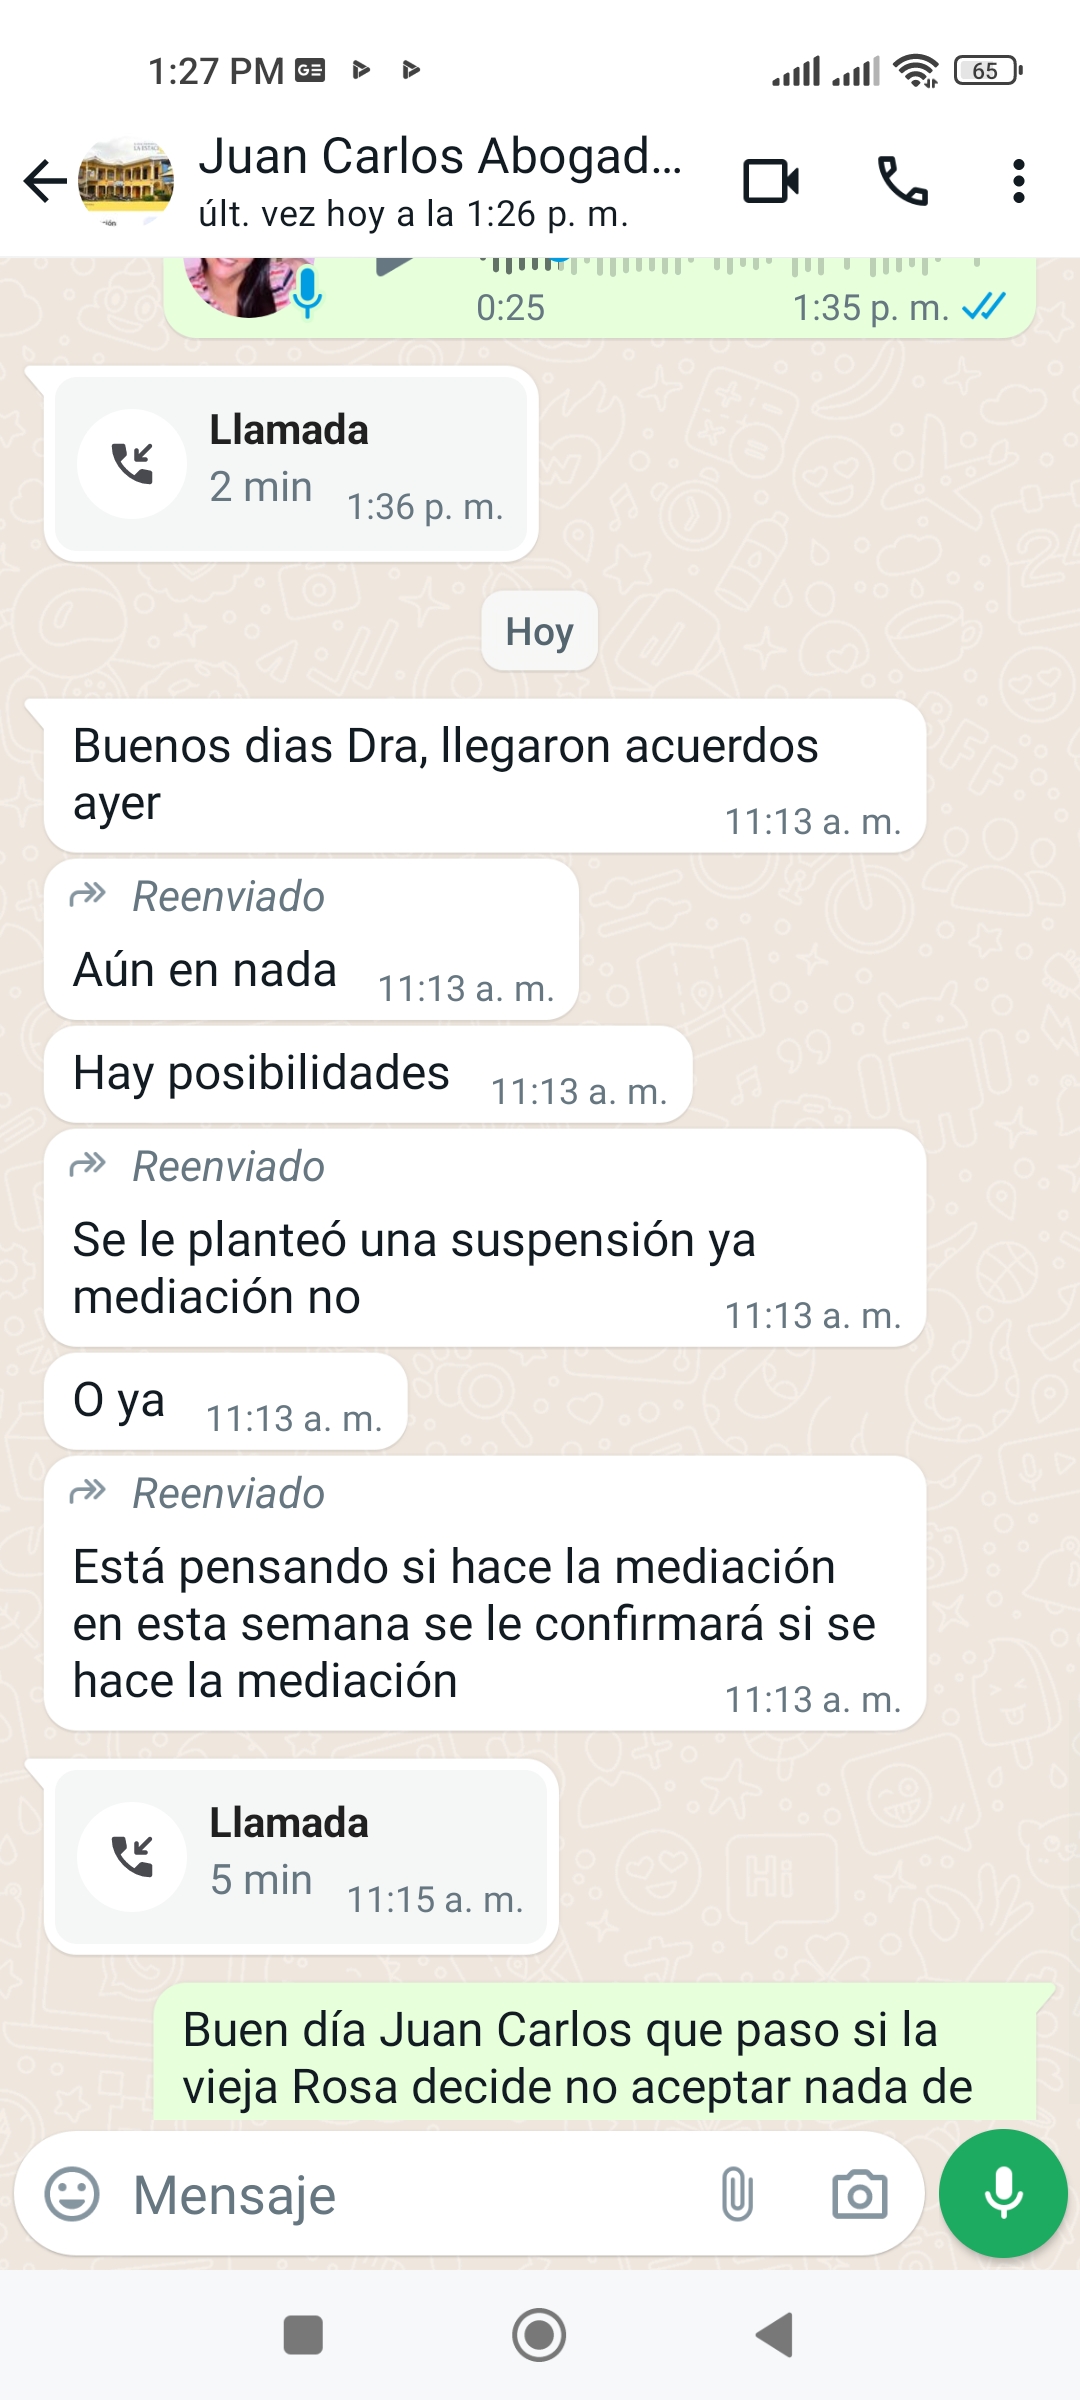 1:27 PM
65
Juan Carlos Abogad...
últ. vez hoy a la 1:26 p. m.
0:25
1:35 p. m.
Llamada
2 min
1:36 p. m.
Hoy
Buenos dias Dra, llegaron acuerdos
ayer
11:13 a. m.
Reenviado
Aún en nada
11:13 a. m.
Hay posibilidades
11:13 a. m.
Reenviado
Se le planteó una suspensión ya
mediación no
11:13 a. m.
O ya
11:13 a. m.
Reenviado
Está pensando si hace la mediación
en esta semana se le confirmará si se
hace la mediación
11:13 a. m.
Llamada
5 min
11:15 a. m.
Buen día Juan Carlos que paso si la
vieja Rosa decide no aceptar nada de
Mensaje